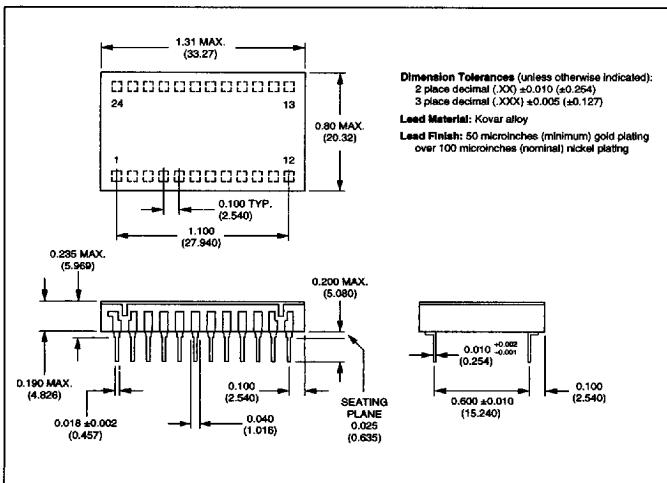 1.31 MAX.
(33.27)
24
13
0.80 MAX.
(20.32)
1
12
0.100 TYP.
(2.540)
1.100
(27.940)
Dimension Tolerances (unless otherwise indicated):
2 place decimal (.XX) ±0.010 (±0.254)
3 place decimal (.XXX) ±0.005 (±0.127)
Lead Material: Kovar alloy
Lead Finish: 50 microinches (minimum) gold plating
over 100 microinches (nominal) nickel plating
0.235 MAX.
(5.969)
0.200 MAX.
(5.080)
0.190 MAX.
(4.826)
0.018 ±0.002
(0.457)
0.040
(1.016)
0.100
(2.540)
SEATING
PLANE
0.025
(0.635)
0.010 +0.002
−0.001
(0.254)
0.600 ±0.010
(15.240)
0.100
(2.540)